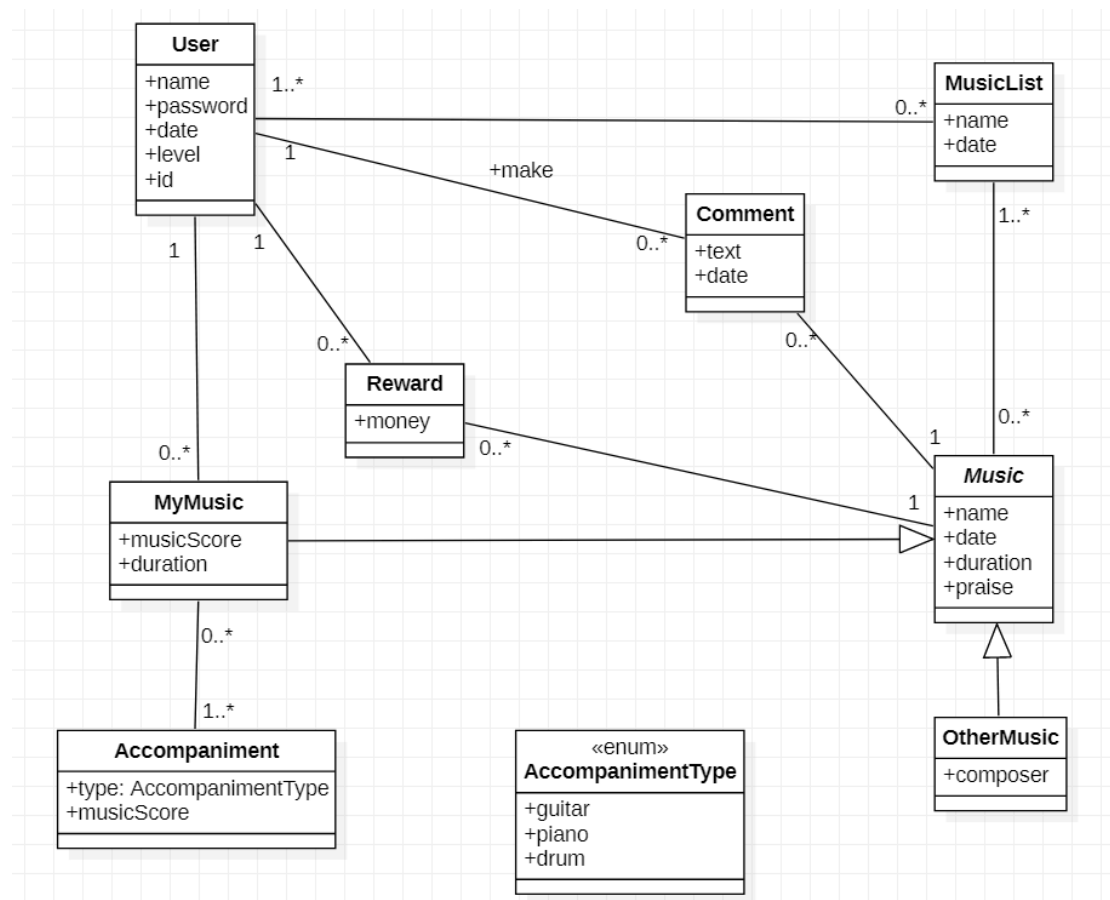 User
+name
+password
+date
+level
+id
1..*
0..*
MusicList
+name
+date
1
+make
0..*
Comment
+text
+date
1..*
1
1
0..*
0..*
Reward
+money
0..*
1
0..*
0..*
1
Music
+name
+date
+duration
+praise
MyMusic
+musicScore
+duration
0..*
1..*
Accompaniment
+type: AccompanimentType
+musicScore
«enum»
AccompanimentType
+guitar
+piano
+drum
OtherMusic
+composer